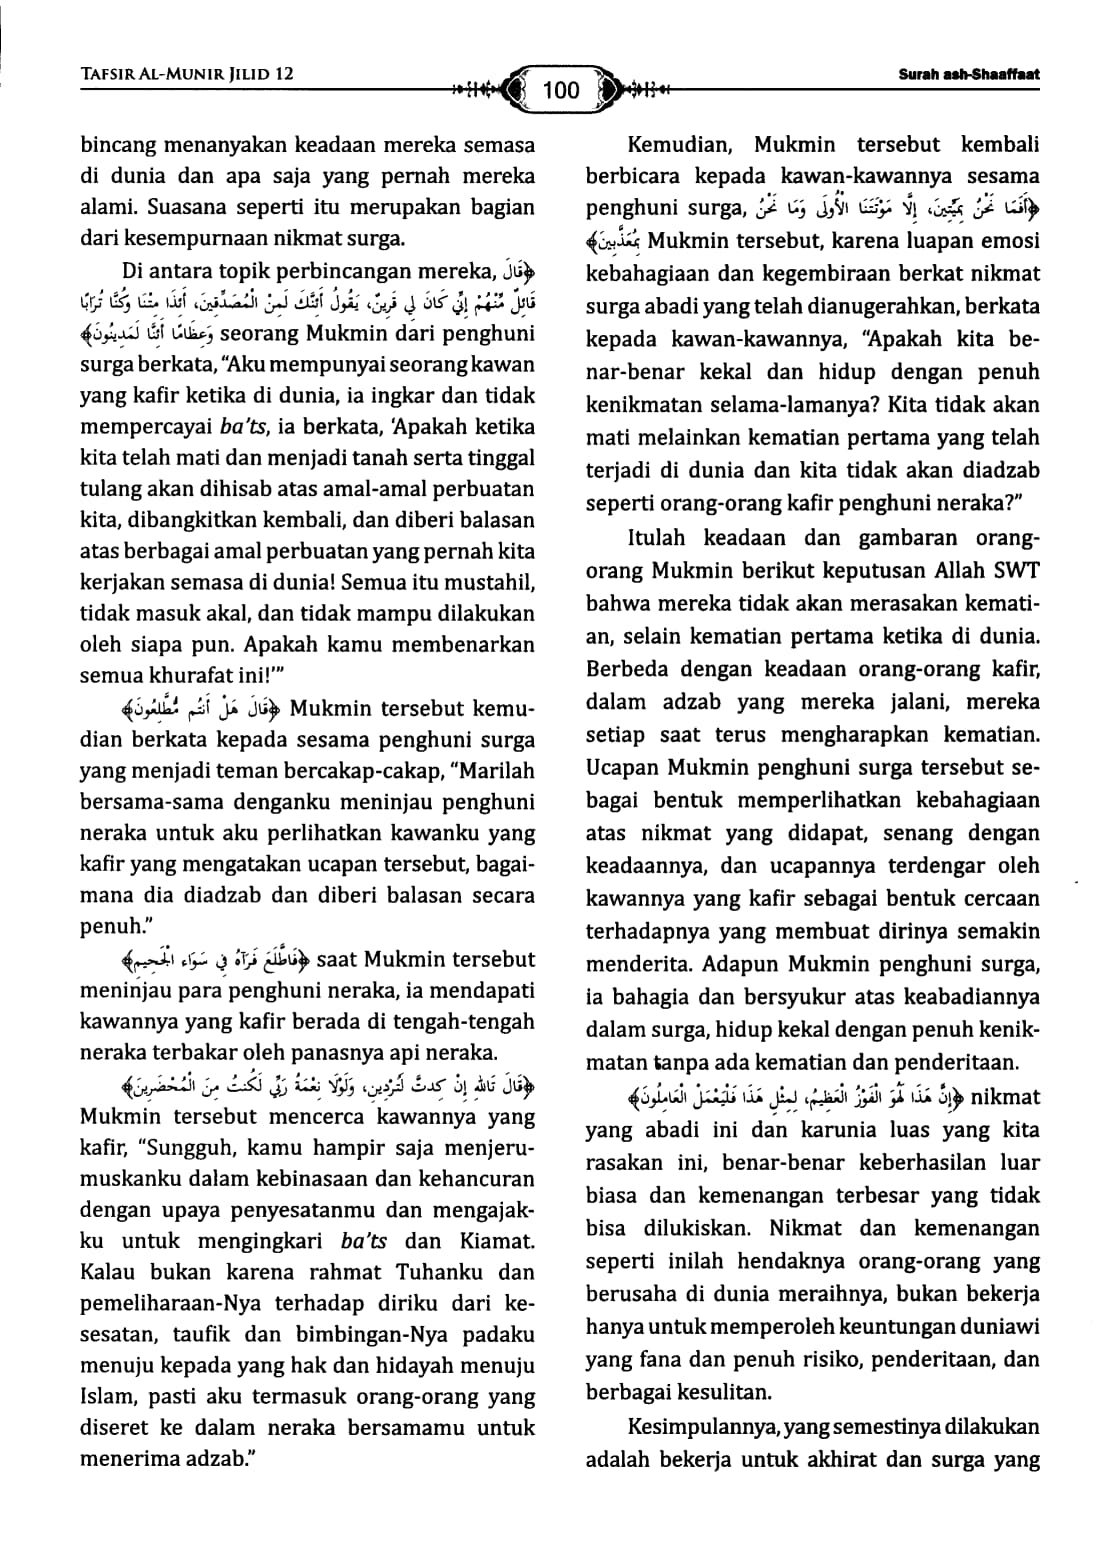 TAFSIR AL-MUNIR JILID 12
100
Surah ash-Shaaffaat
bincang menanyakan keadaan mereka semasa
di dunia dan apa saja yang pernah mereka
alami. Suasana seperti itu merupakan bagian
dari kesempurnaan nikmat surga.
Di antara topik perbincangan mereka, ﴿قَالَ
قَائِلٌ مِّنْهُمْ إِنِّي كَانَ لِي قَرِينٌ، يَقُولُ أَئِنَّكَ لَمِنْ الْمُصَدِّقِينَ، أَئِذَا مِتْنَا وَكُنَّا تُرَابًا
وَعِظَامًا أَئِنَّا لَمَدِينُونَ﴾ seorang Mukmin dari penghuni
surga berkata, “Aku mempunyai seorang kawan
yang kafir ketika di dunia, ia ingkar dan tidak
mempercayai ba’ts, ia berkata, ‘Apakah ketika
kita telah mati dan menjadi tanah serta tinggal
tulang akan dihisab atas amal-amal perbuatan
kita, dibangkitkan kembali, dan diberi balasan
atas berbagai amal perbuatan yang pernah kita
kerjakan semasa di dunia! Semua itu mustahil,
tidak masuk akal, dan tidak mampu dilakukan
oleh siapa pun. Apakah kamu membenarkan
semua khurafat ini!’”
﴿قَالَ هَلْ أَنتُم مُّطَّلِعُونَ﴾ Mukmin tersebut kemu-
dian berkata kepada sesama penghuni surga
yang menjadi teman bercakap-cakap, “Marilah
bersama-sama denganku meninjau penghuni
neraka untuk aku perlihatkan kawanku yang
kafir yang mengatakan ucapan tersebut, bagai-
mana dia diadzab dan diberi balasan secara
penuh.”
﴿فَاطَّلَعَ فَرَآهُ فِي سَوَاء الْجَحِيمِ﴾ saat Mukmin tersebut
meninjau para penghuni neraka, ia mendapati
kawannya yang kafir berada di tengah-tengah
neraka terbakar oleh panasnya api neraka.
﴿قَالَ تَاللهِ إِنْ كِدتَّ لَتُرْدِينِ، وَلَوْلَا نِعْمَةُ رَبِّي لَكُنتُ مِنَ الْمُحْضَرِينَ﴾
Mukmin tersebut mencerca kawannya yang
kafir, “Sungguh, kamu hampir saja menjeru-
muskanku dalam kebinasaan dan kehancuran
dengan upaya penyesatanmu dan mengajak-
ku untuk mengingkari ba’ts dan Kiamat.
Kalau bukan karena rahmat Tuhanku dan
pemeliharaan-Nya terhadap diriku dari ke-
sesatan, taufik dan bimbingan-Nya padaku
menuju kepada yang hak dan hidayah menuju
Islam, pasti aku termasuk orang-orang yang
diseret ke dalam neraka bersamamu untuk
menerima adzab.”
Kemudian, Mukmin tersebut kembali
berbicara kepada kawan-kawannya sesama
penghuni surga, ﴿أَفَمَا نَحْنُ بِمَيِّتِينَ، إِلَّا مَوْتَتَنَا الْأُولَى وَمَا نَحْنُ
بِمُعَذَّبِينَ﴾ Mukmin tersebut, karena luapan emosi
kebahagiaan dan kegembiraan berkat nikmat
surga abadi yang telah dianugerahkan, berkata
kepada kawan-kawannya, “Apakah kita be-
nar-benar kekal dan hidup dengan penuh
kenikmatan selama-lamanya? Kita tidak akan
mati melainkan kematian pertama yang telah
terjadi di dunia dan kita tidak akan diadzab
seperti orang-orang kafir penghuni neraka?”
Itulah keadaan dan gambaran orang-
orang Mukmin berikut keputusan Allah SWT
bahwa mereka tidak akan merasakan kemati-
an, selain kematian pertama ketika di dunia.
Berbeda dengan keadaan orang-orang kafir,
dalam adzab yang mereka jalani, mereka
setiap saat terus mengharapkan kematian.
Ucapan Mukmin penghuni surga tersebut se-
bagai bentuk memperlihatkan kebahagiaan
atas nikmat yang didapat, senang dengan
keadaannya, dan ucapannya terdengar oleh
kawannya yang kafir sebagai bentuk cercaan
terhadapnya yang membuat dirinya semakin
menderita. Adapun Mukmin penghuni surga,
ia bahagia dan bersyukur atas keabadiannya
dalam surga, hidup kekal dengan penuh kenik-
matan tanpa ada kematian dan penderitaan.
﴿إِنَّ هَذَا لَهُوَ الْفَوْزُ الْعَظِيمُ، لِمِثْلِ هَذَا فَلْيَعْمَلْ الْعَامِلُونَ﴾ nikmat
yang abadi ini dan karunia luas yang kita
rasakan ini, benar-benar keberhasilan luar
biasa dan kemenangan terbesar yang tidak
bisa dilukiskan. Nikmat dan kemenangan
seperti inilah hendaknya orang-orang yang
berusaha di dunia meraihnya, bukan bekerja
hanya untuk memperoleh keuntungan duniawi
yang fana dan penuh risiko, penderitaan, dan
berbagai kesulitan.
Kesimpulannya, yang semestinya dilakukan
adalah bekerja untuk akhirat dan surga yang